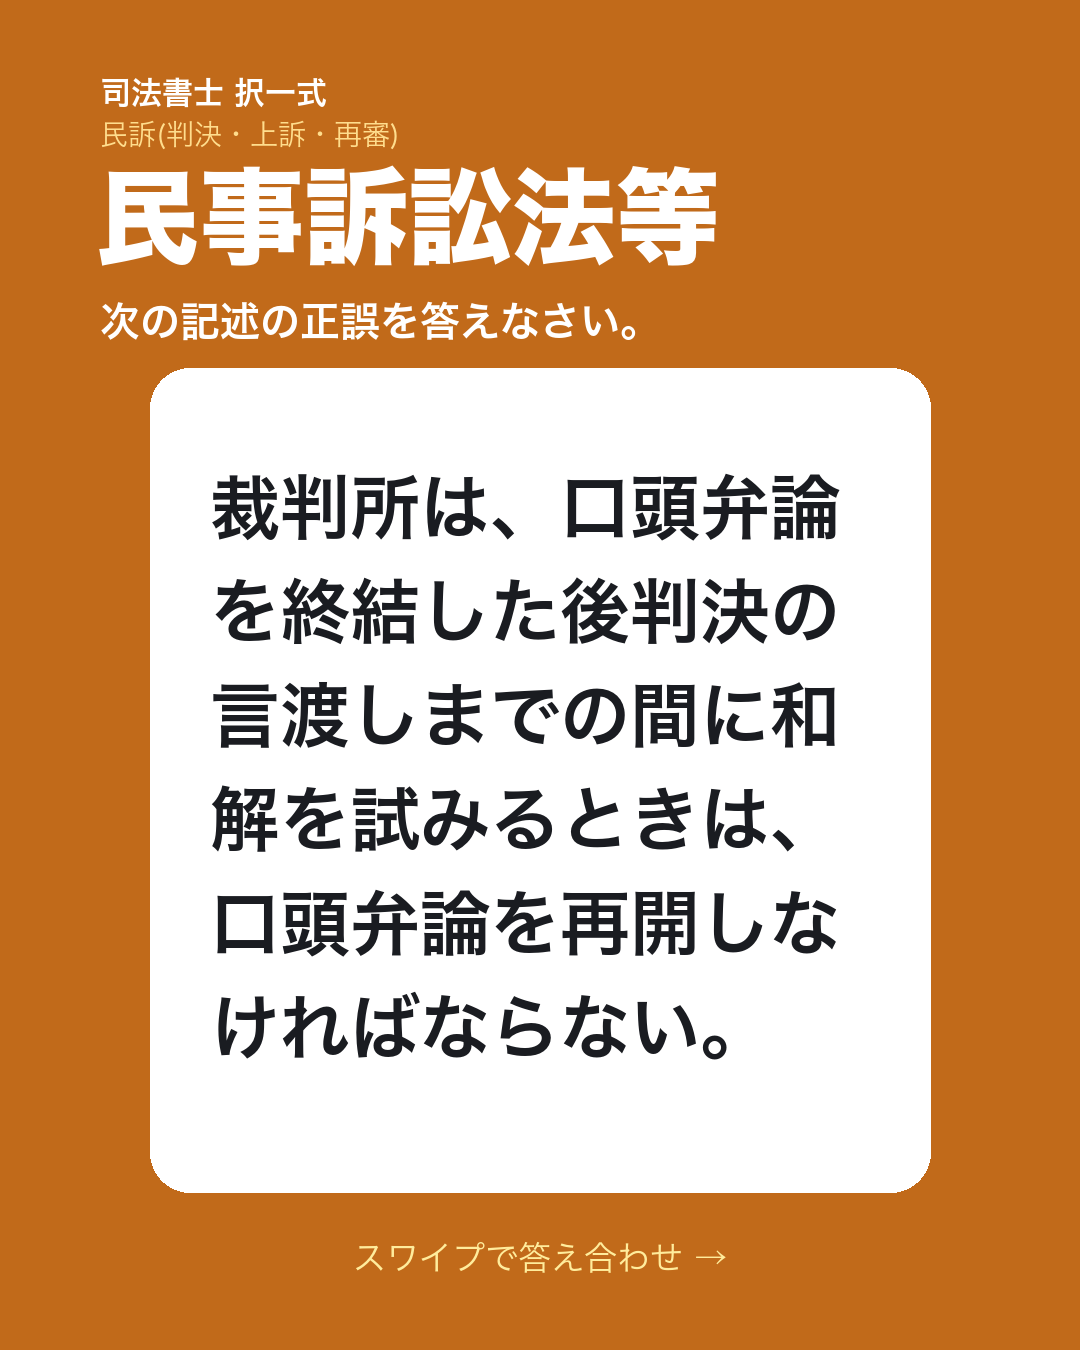 司法書士 択一式
民訴(判決・上訴・再審)
民事訴訟法等
次の記述の正誤を答えなさい。
裁判所は、口頭弁論
を終結した後判決の
言渡しまでの間に和
解を試みるときは、
口頭弁論を再開しな
ければならない。
スワイプで答え合わせ →